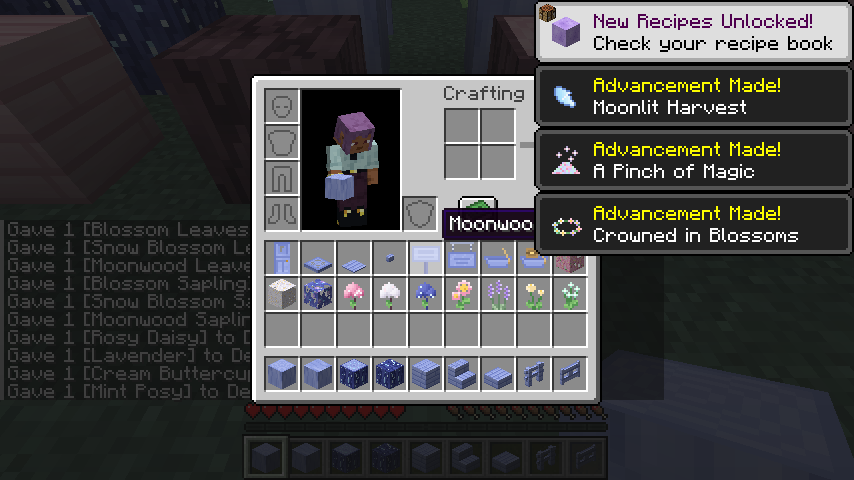 New Recipes Unlocked!
Check your recipe book
Advancement Made!
Moonlit Harvest
Advancement Made!
A Pinch of Magic
Advancement Made!
Crowned in Blossoms
Crafting
Moonwoo
Gave 1 [Blossom Leaves
Gave 1 [Snow Blossom Le
Gave 1 [Moonwood Leave
Gave 1 [Blossom Sapling
Gave 1 [Snow Blossom Sa
Gave 1 [Moonwood Saplin
Gave 1 [Rosy Daisy] to De
Gave 1 [Lavender] to De
Gave 1 [Cream Buttercup
Gave 1 [Mint Posy] to De